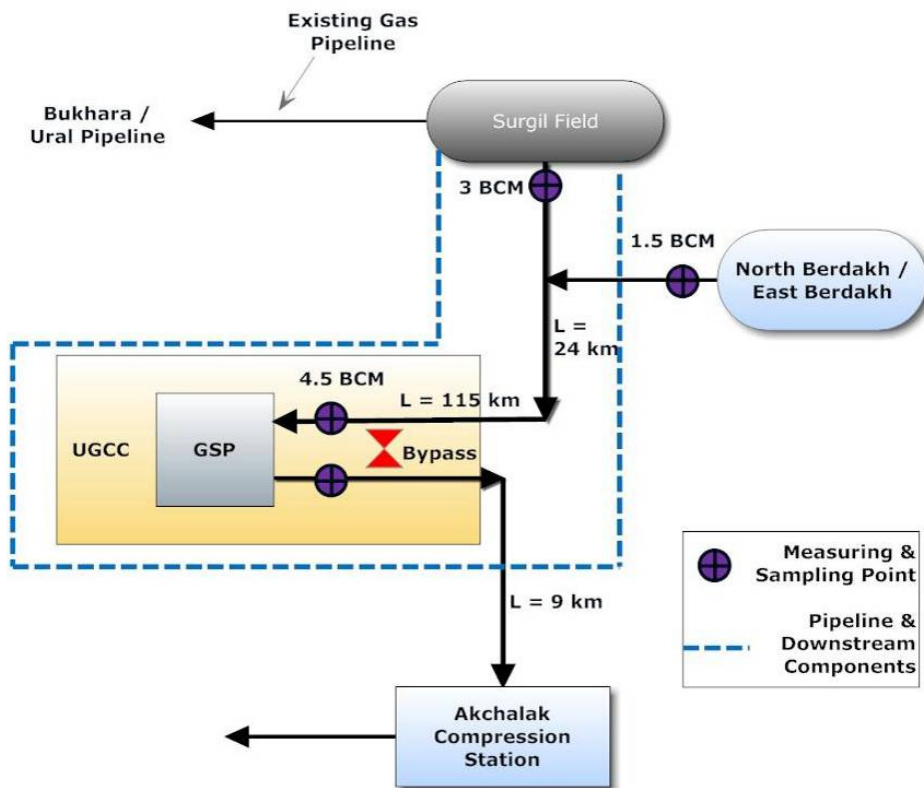 Existing Gas
Pipeline
Bukhara /
Ural Pipeline
Surgil Field
3 BCM
1.5 BCM
North Berdakh /
East Berdakh
L =
24 km
4.5 BCM
L = 115 km
UGCC
GSP
Bypass
L = 9 km
Measuring &
Sampling Point
Pipeline &
Downstream
Components
Akchalak
Compression
Station